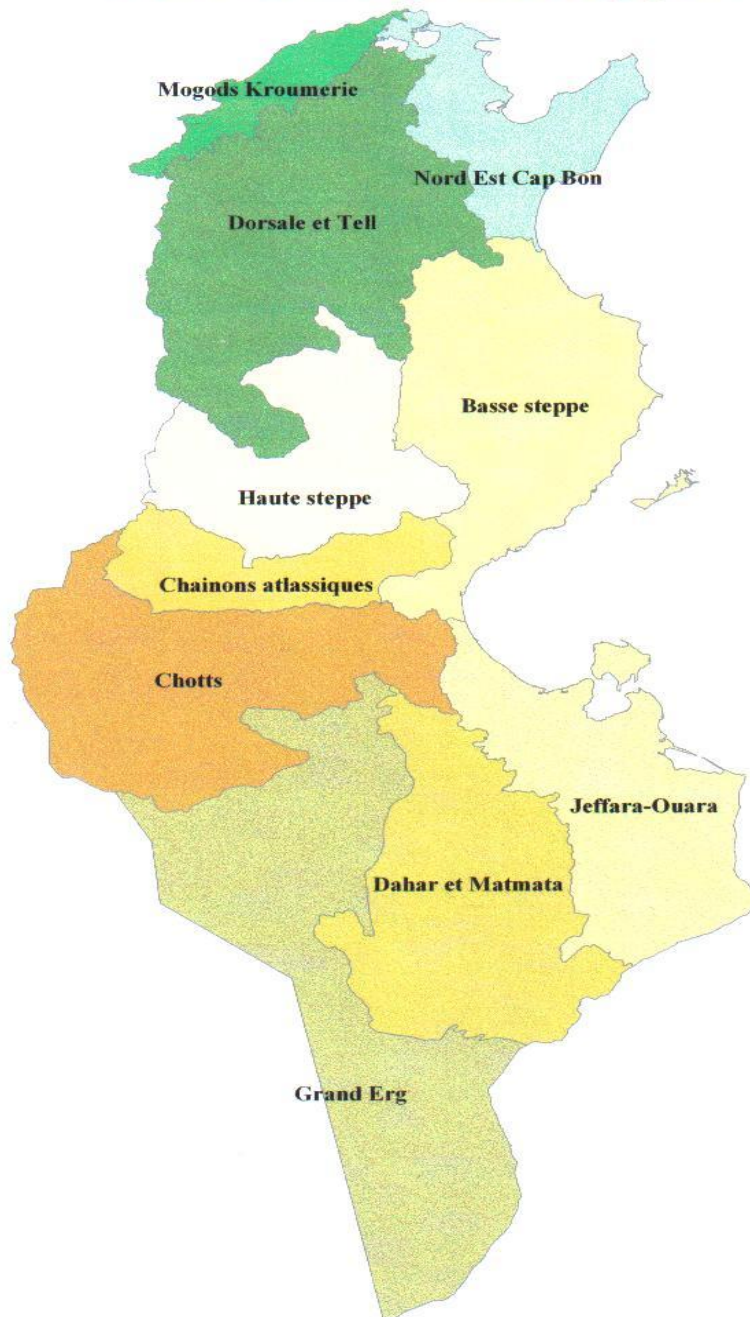 Mogods Kroumerie
Nord Est Cap Bon
Dorsale et Tell
Basse steppe
Haute steppe
Chainons atlassiques
Chotts
Jeffara-Ouara
Dahar et Matmata
Grand Erg